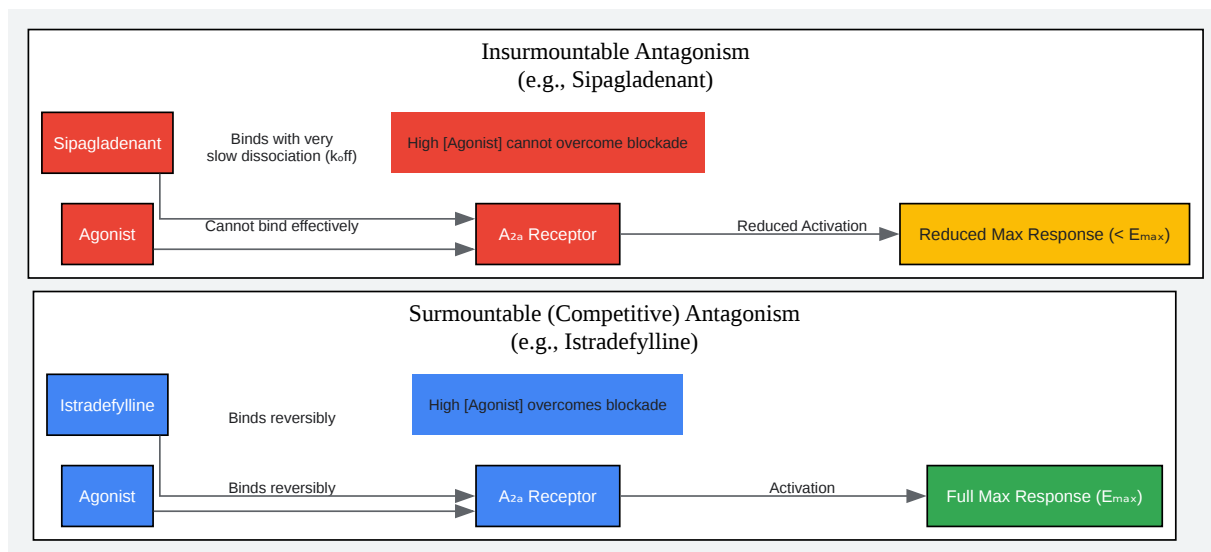 Insurmountable Antagonism
(e.g., Sipagladenant)
Sipagladenant
Binds with very
slow dissociation (kₒff)
High [Agonist] cannot overcome blockade
Agonist
Cannot bind effectively
A₂ₐ Receptor
Reduced Activation
Reduced Max Response (< Eₘₐₓ)
Surmountable (Competitive) Antagonism
(e.g., Istradefylline)
Istradefylline
Binds reversibly
High [Agonist] overcomes blockade
Agonist
Binds reversibly
A₂ₐ Receptor
Activation
Full Max Response (Eₘₐₓ)